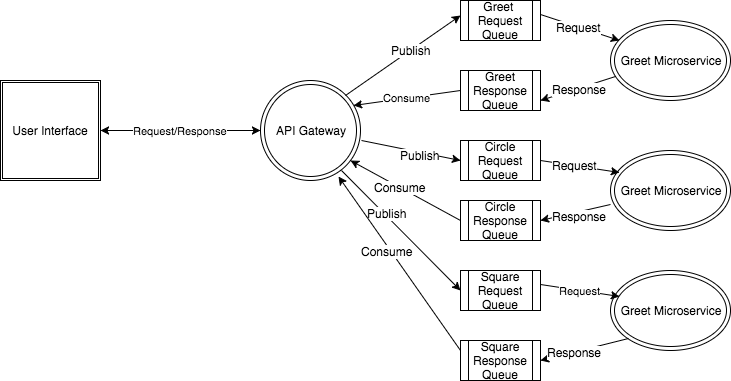 Greet
Request
Queue
Request
Publish
Greet Microservice
Greet
Response
Queue
Response
Consume
User Interface
Request/Response
API Gateway
Publish
Circle
Request
Queue
Request
Greet Microservice
Consume
Circle
Response
Queue
Response
Publish
Consume
Square
Request
Queue
Request
Greet Microservice
Square
Response
Queue
Response